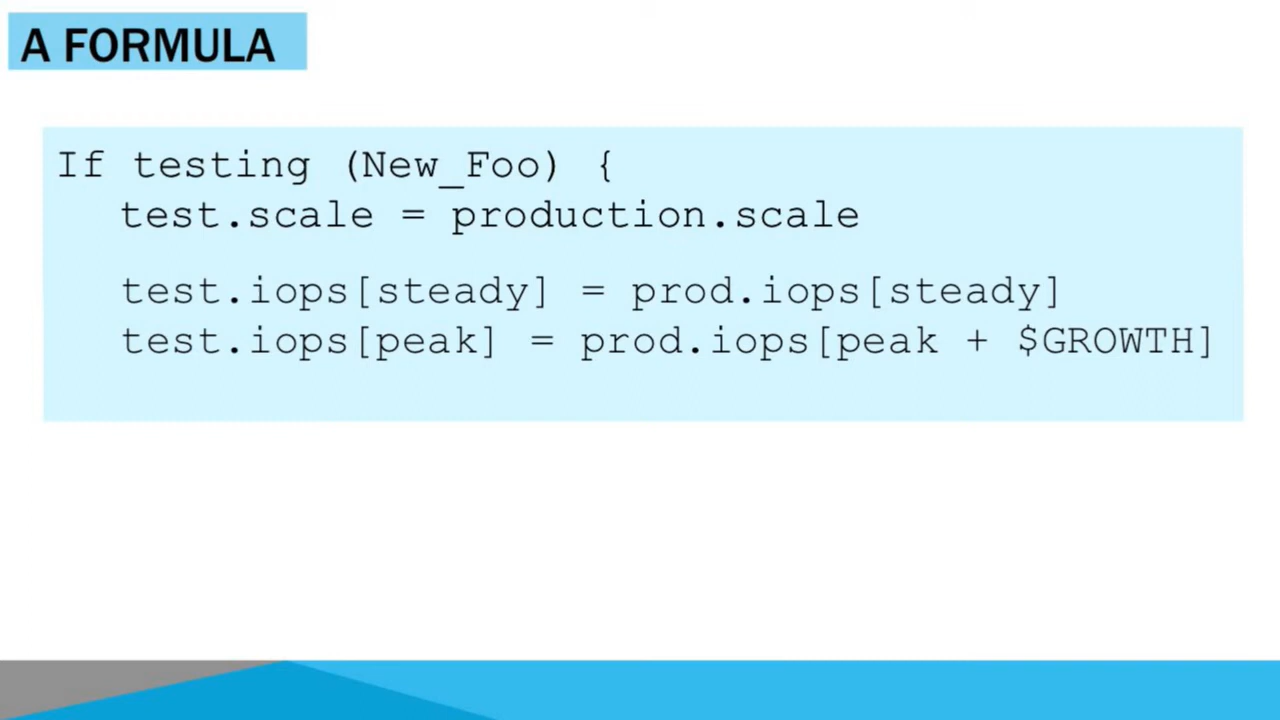 A FORMULA
If testing (New_Foo) {
test.scale = production.scale
test.iops[steady] = prod.iops[steady]
test.iops[peak] = prod.iops[peak + $GROWTH]